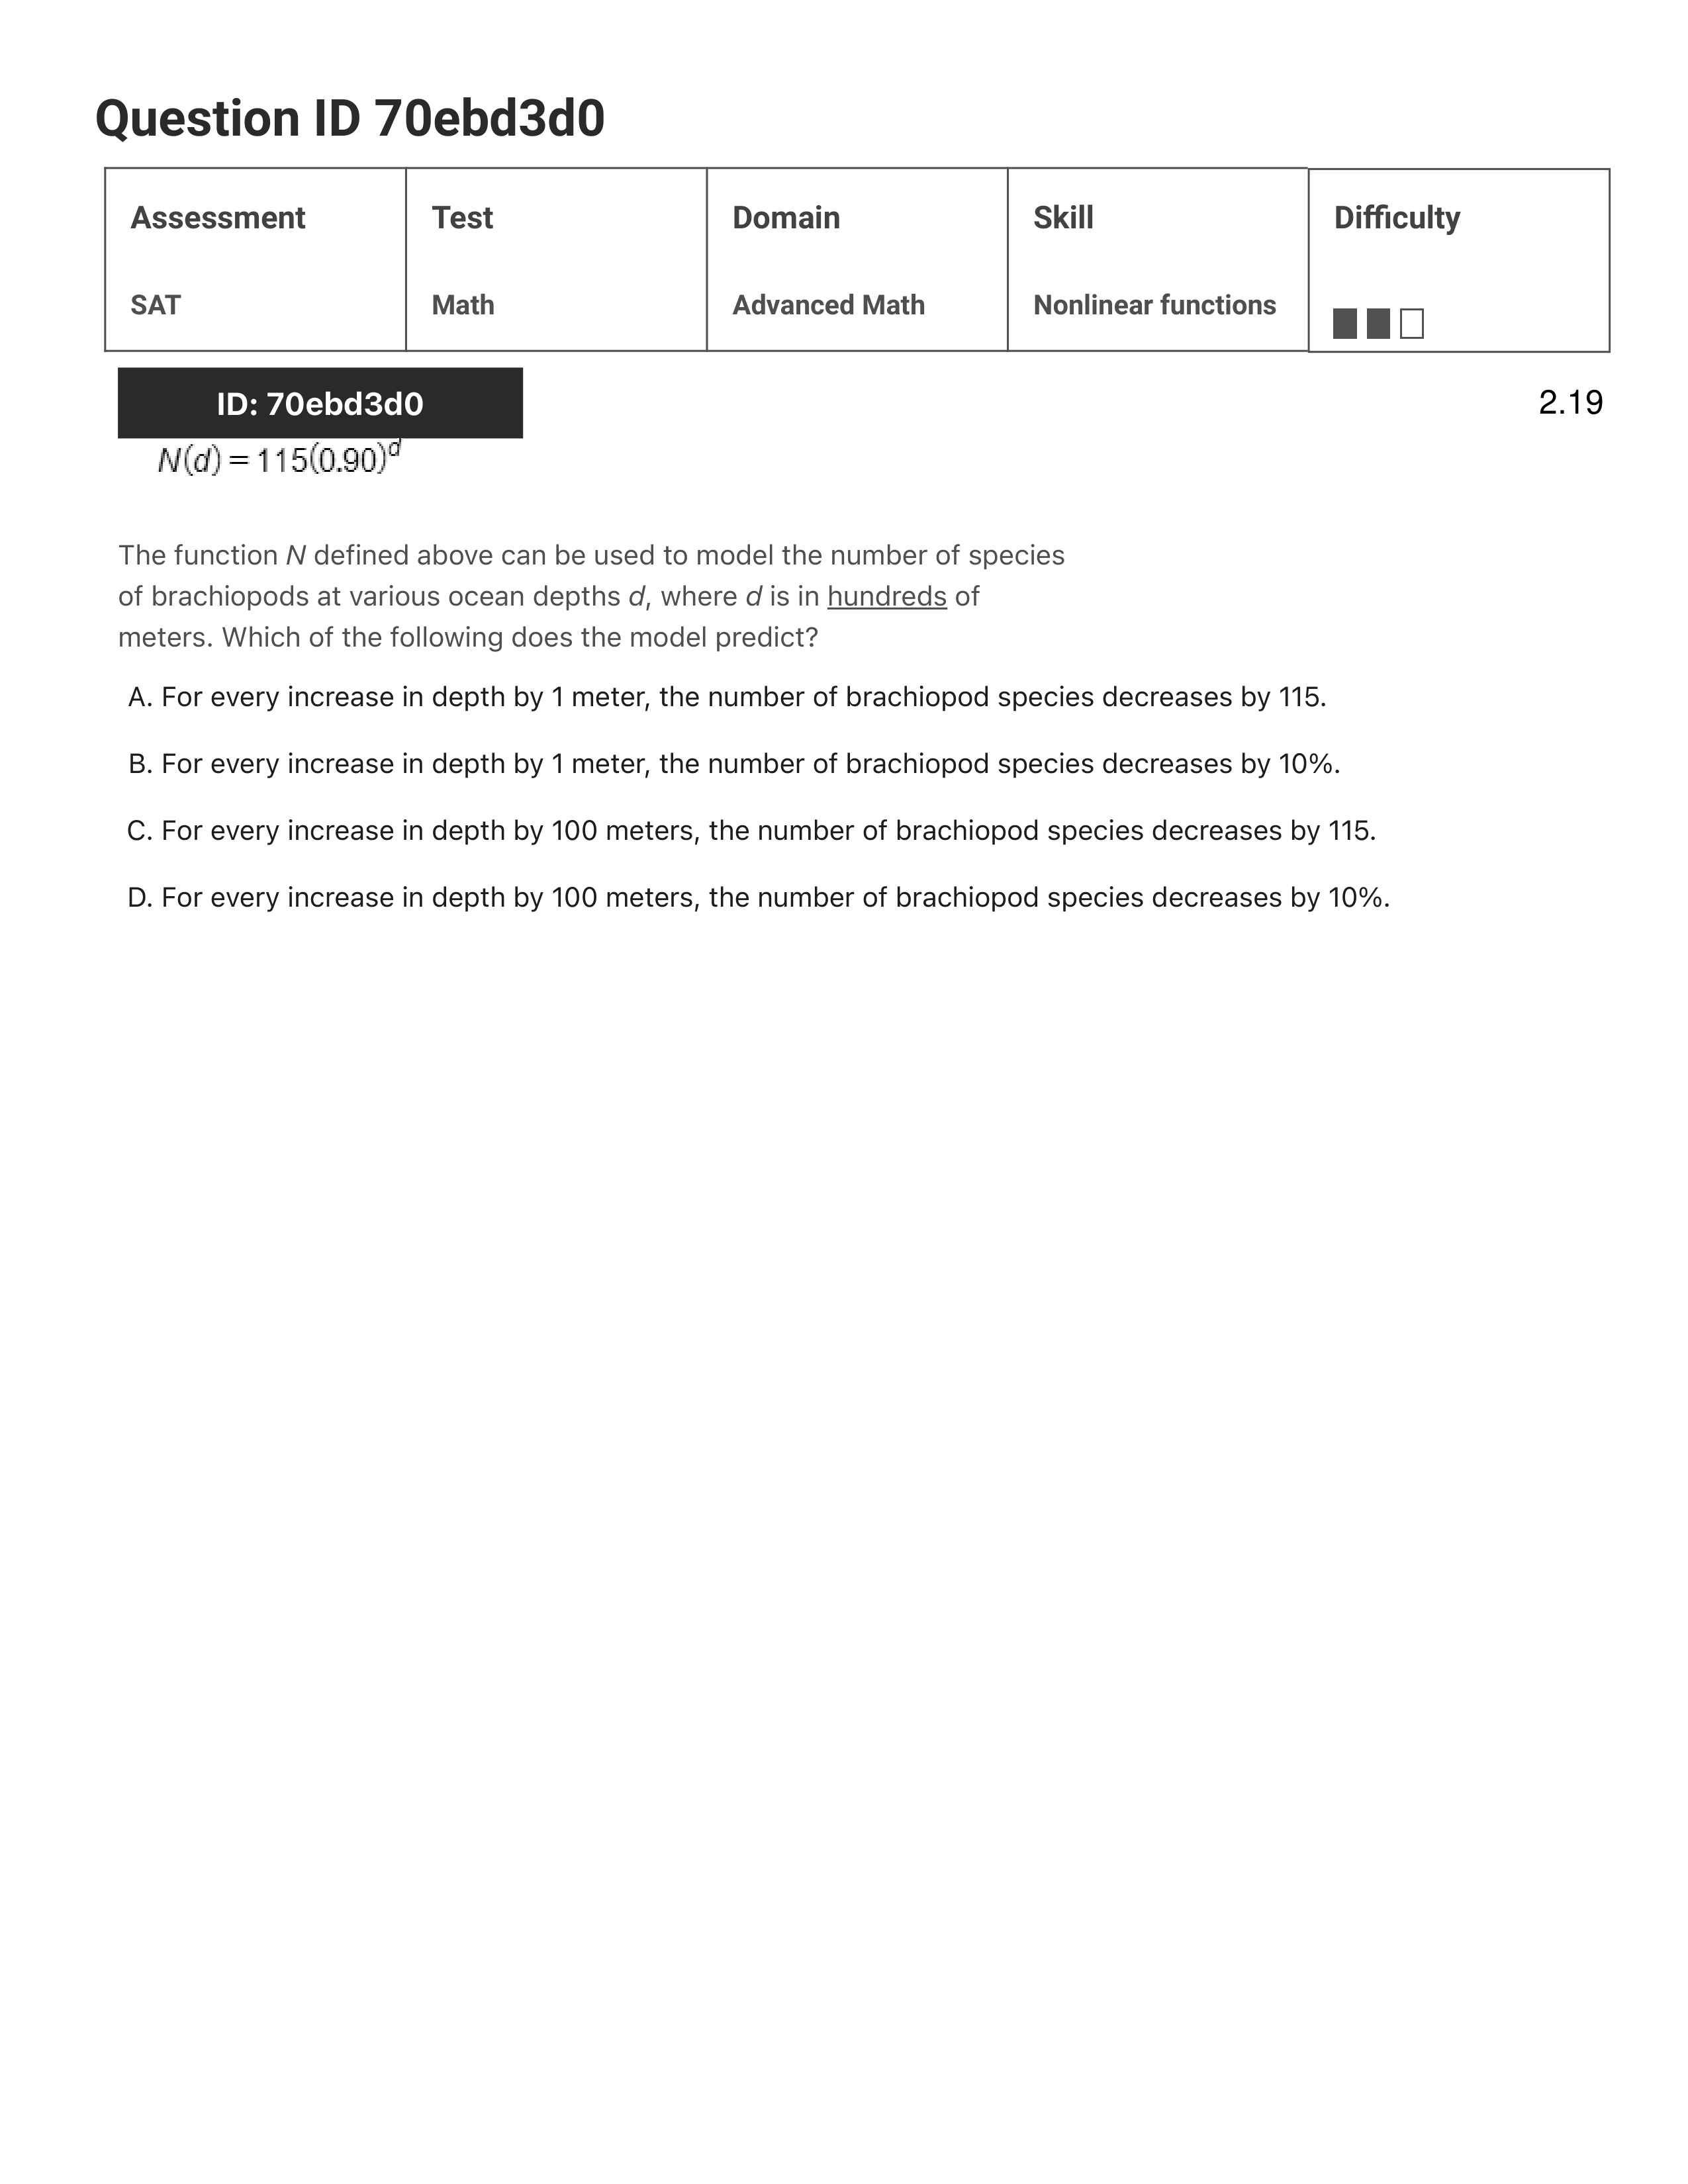 Question ID 70ebd3d0
Assessment Test Domain Skill Difficulty
SAT Math Advanced Math Nonlinear functions
ID: 70ebd3d0 2.19
N(d) = 115(0.90)^d
The function N defined above can be used to model the number of species
of brachiopods at various ocean depths d, where d is in hundreds of
meters. Which of the following does the model predict?
A. For every increase in depth by 1 meter, the number of brachiopod species decreases by 115.
B. For every increase in depth by 1 meter, the number of brachiopod species decreases by 10%.
C. For every increase in depth by 100 meters, the number of brachiopod species decreases by 115.
D. For every increase in depth by 100 meters, the number of brachiopod species decreases by 10%.